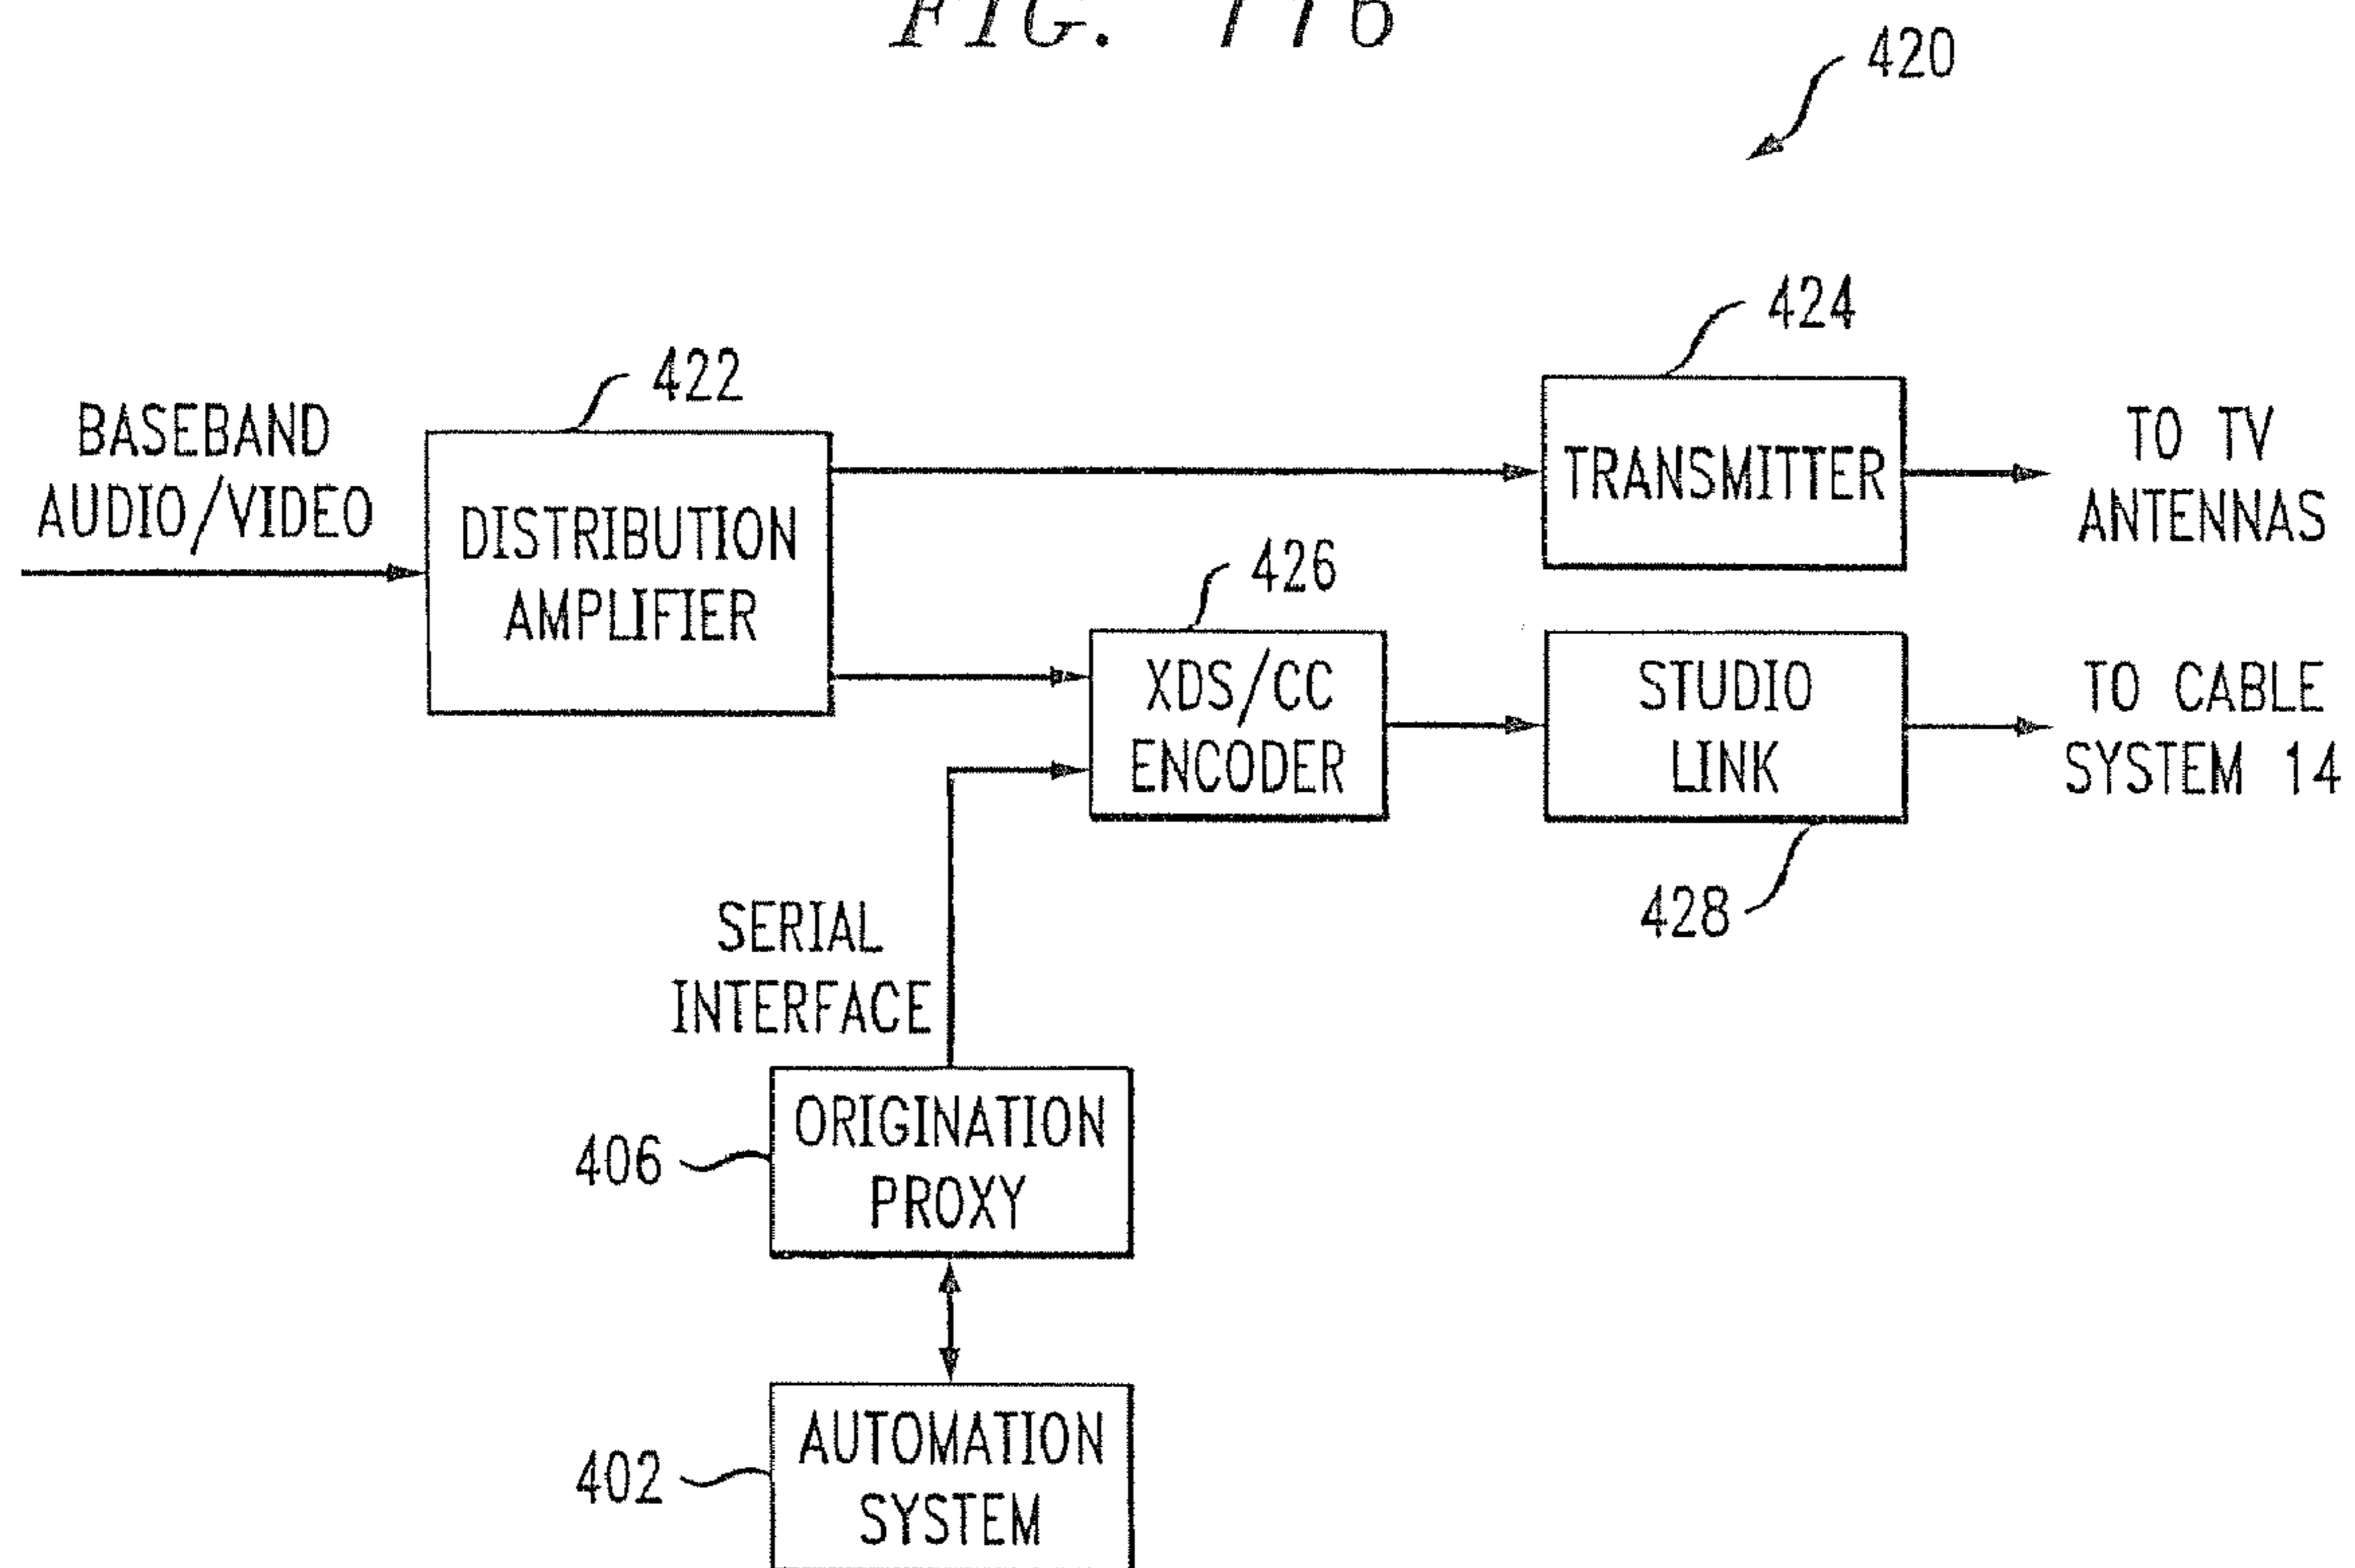 FIG.
420
424
422
BASEBAND
AUDIO/VIDEO
DISTRIBUTION
AMPLIFIER
TRANSMITTER
TO TV
ANTENNAS
426
XDS/CC
ENCODER
STUDIO
LINK
TO CABLE
SYSTEM 14
428
SERIAL
INTERFACE
406
ORIGINATION
PROXY
402
AUTOMATION
SYSTEM